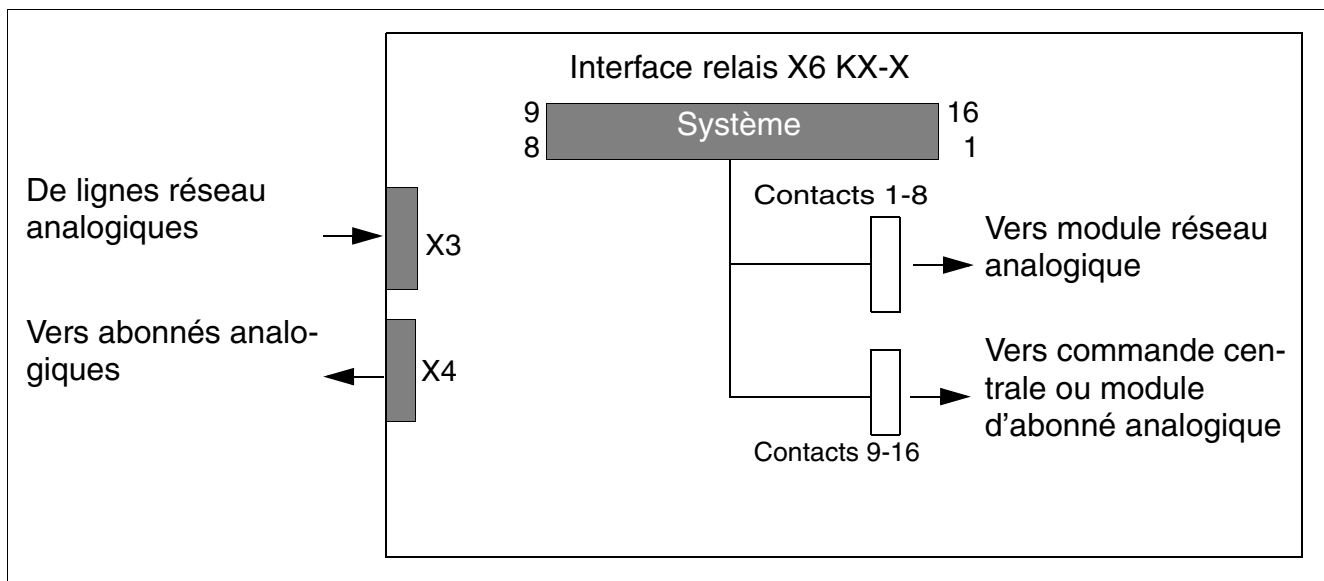 Interface relais X6 KX-X
9
16
Système
8
1
De lignes réseau
analogiques
X3
Contacts 1-8
Vers module réseau
analogique
Vers abonnés analo-
giques
X4
Vers commande cen-
trale ou module
d'abonné analogique
Contacts 9-16